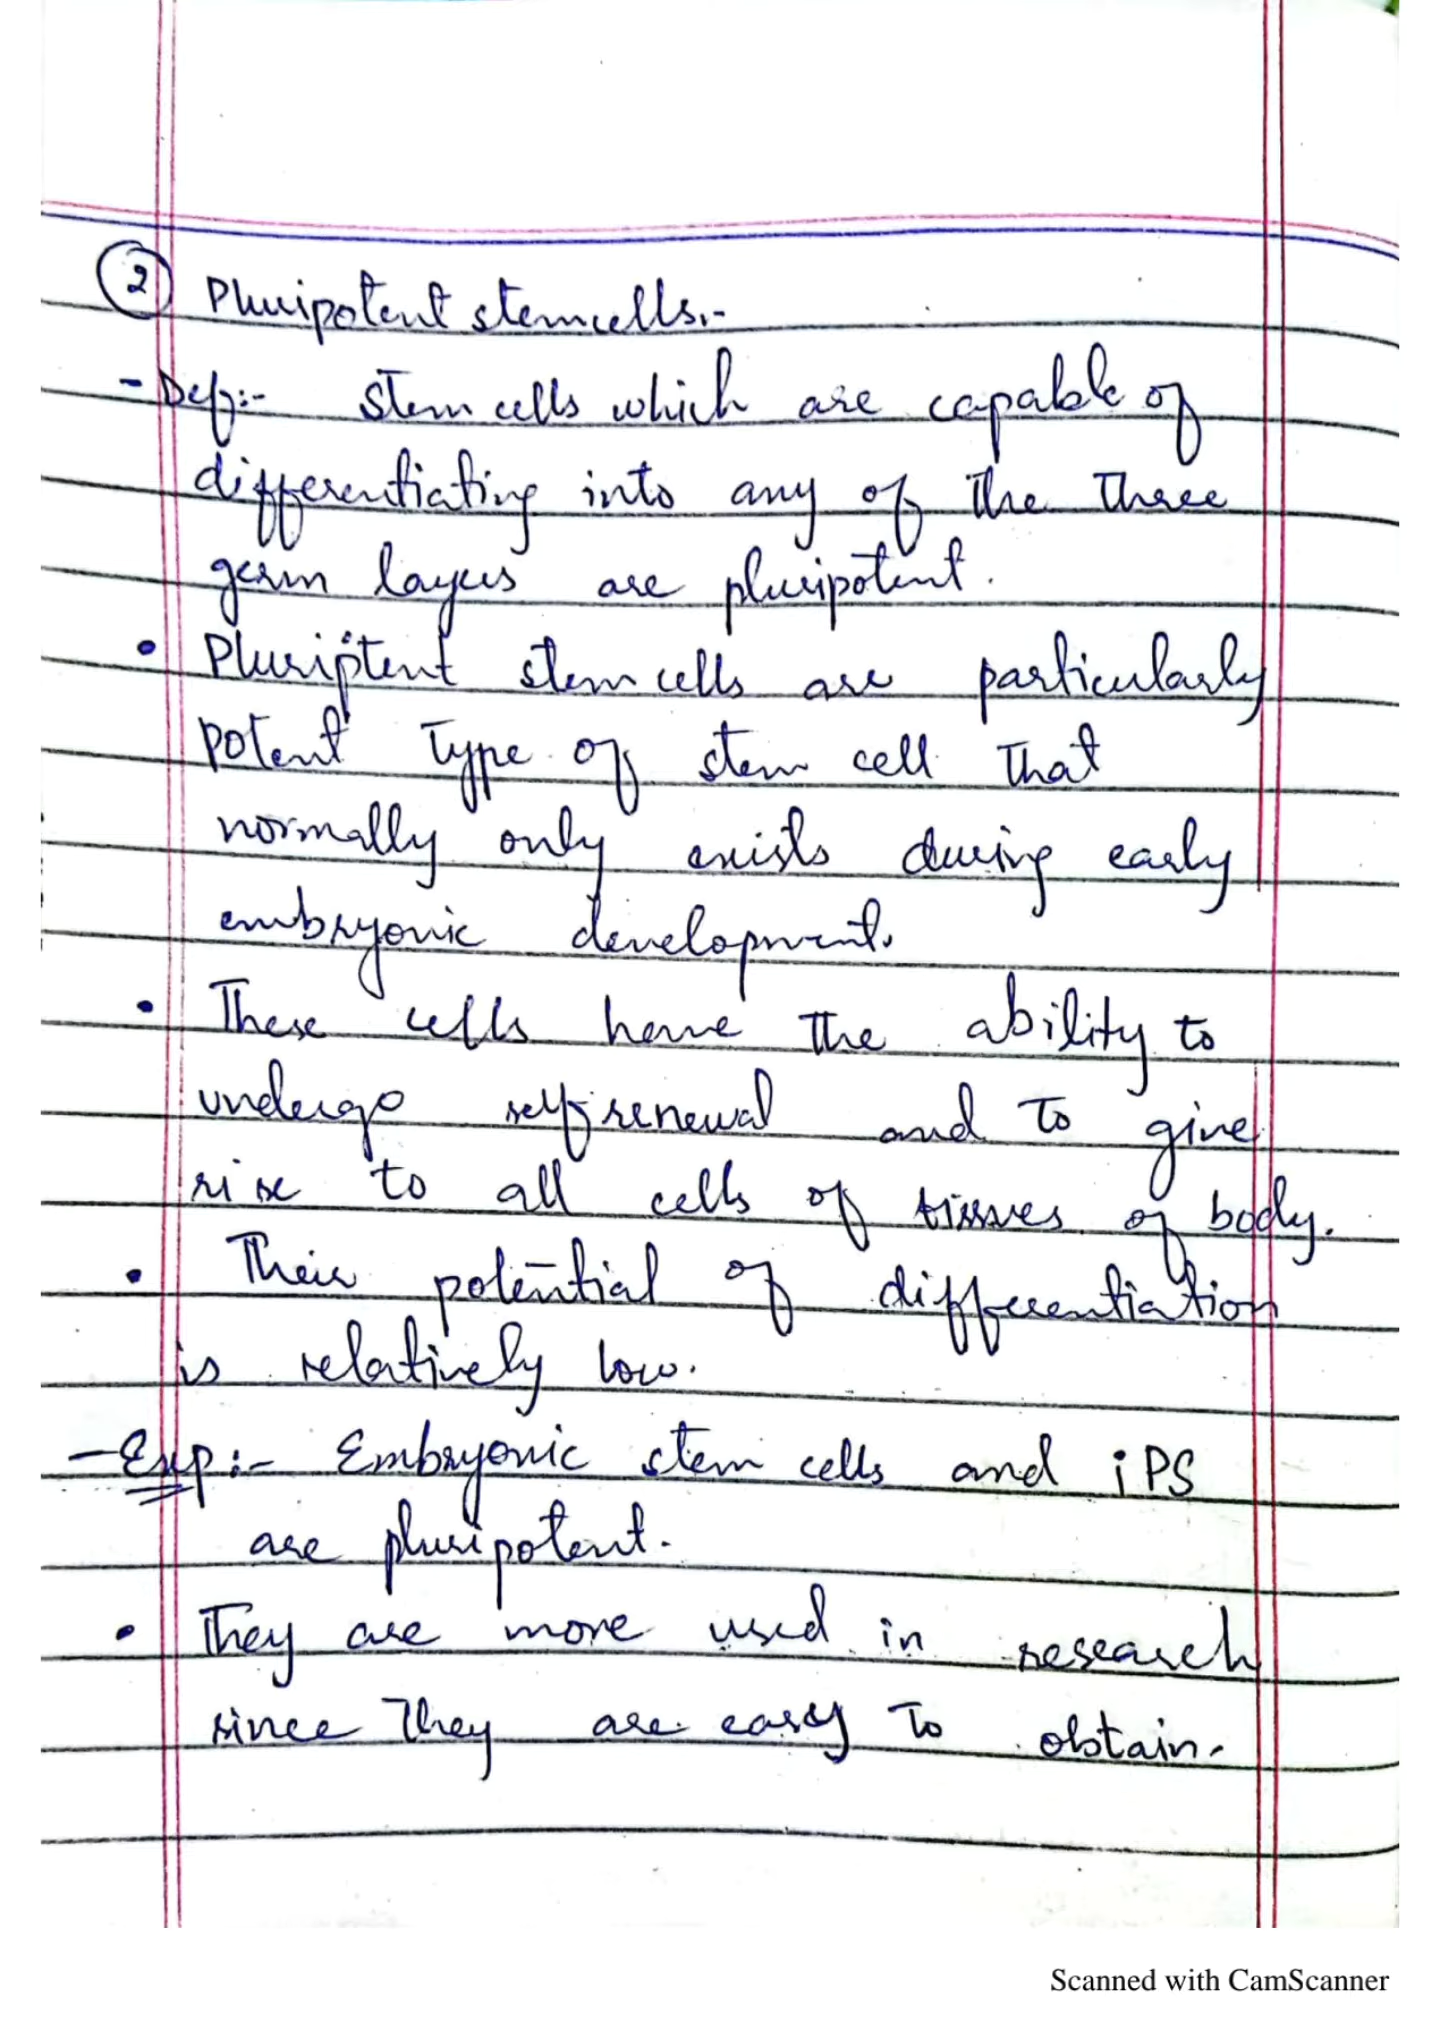 2 Pluripotent stemcells:-
- Def:- Stem cells which are capable of
differentiating into any of the three
germ layers are pluripotent.
• Pluriptent stem cells are particularly
potent type of stem cell that
normally only exists during early
embryonic development.
• These cells have the ability to
undergo self renewal and to give
rise to all cells of tissues of body.
• Their potential of differentiation
is relatively low.
- Exp:- Embryonic stem cells and iPS
are pluripotent.
• They are more used in research
since they are easy to obtain.
Scanned with CamScanner